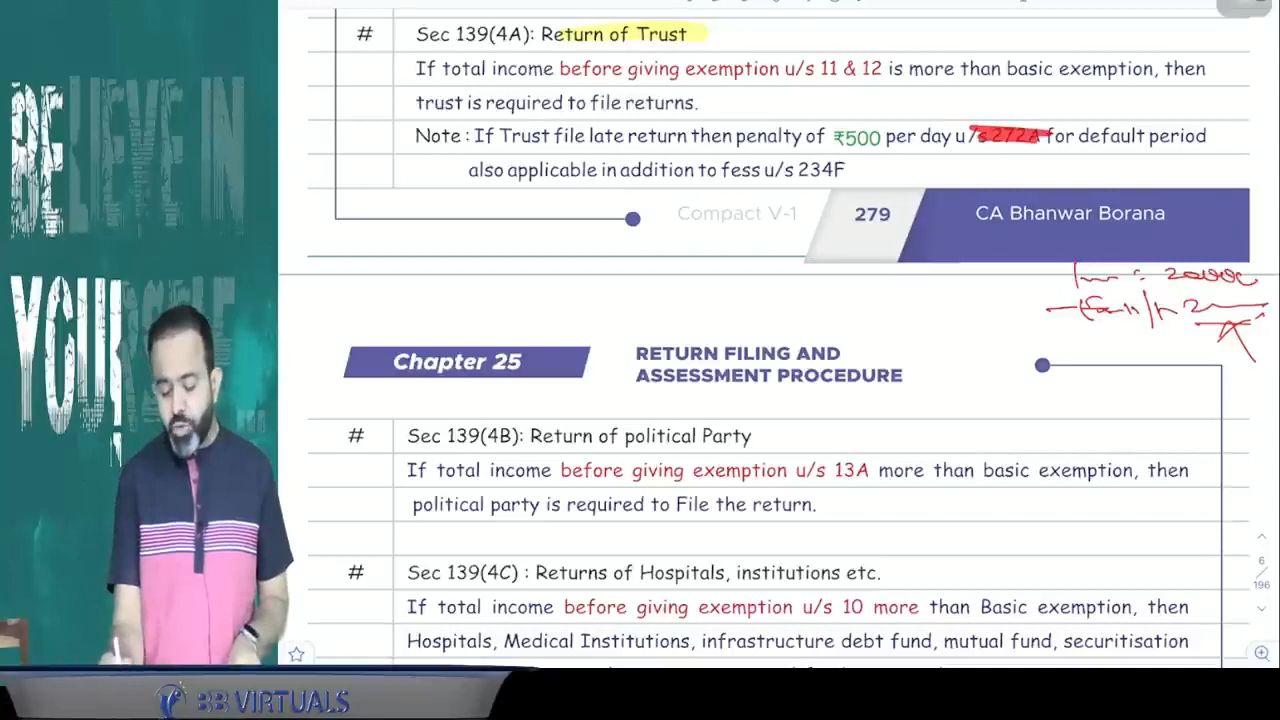 # Sec 139(4A): Return of Trust
If total income before giving exemption u/s 11 & 12 is more than basic exemption, then
trust is required to file returns.
Note : If Trust file late return then penalty of ₹500 per day u/s 272A for default period
also applicable in addition to fess u/s 234F
Compact V-1 279 CA Bhanwar Borana
BELIEVE IN
Chapter 25
RETURN FILING AND
ASSESSMENT PROCEDURE
# Sec 139(4B): Return of political Party
If total income before giving exemption u/s 13A more than basic exemption, then
political party is required to File the return.
# Sec 139(4C) : Returns of Hospitals, institutions etc.
If total income before giving exemption u/s 10 more than Basic exemption, then
Hospitals, Medical Institutions, infrastructure debt fund, mutual fund, securitisation
6
/
196
BB VIRTUALS